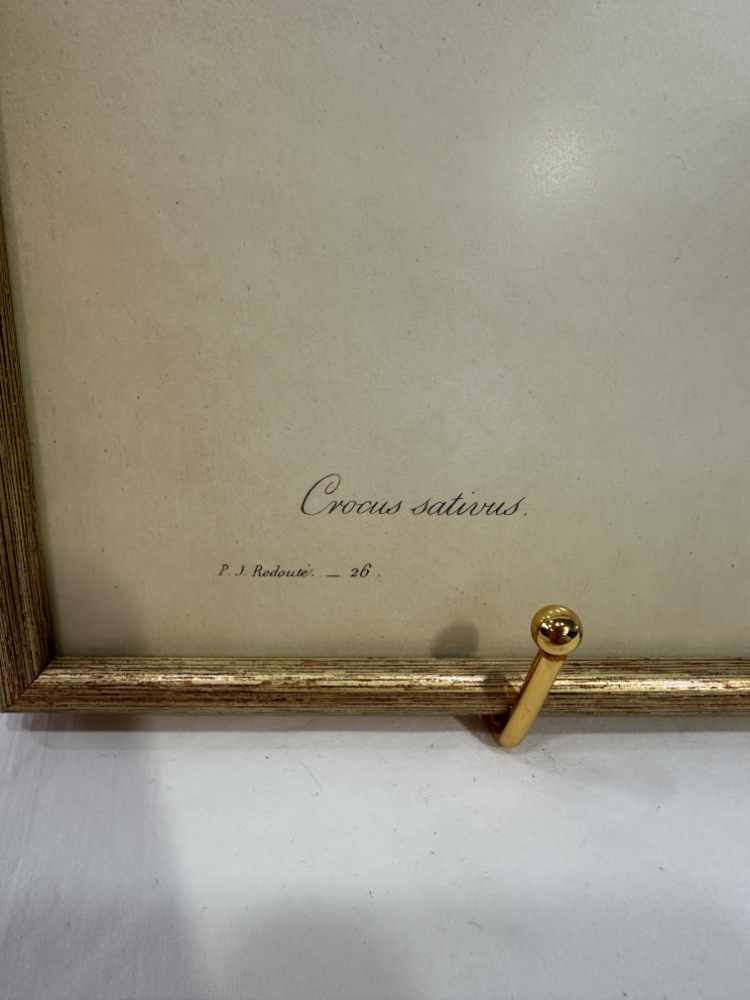 Crocus sativus.
P. J. Redouté. — 26.